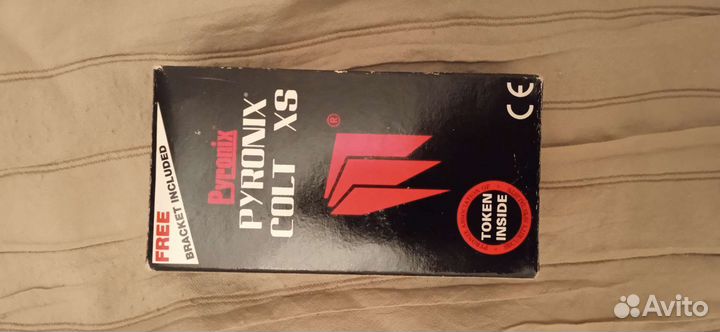 FREE
BRACKET INCLUDED
Pyronix
PYRONIX®
COLT XS
®
CE
TOKEN
INSIDE
Avito